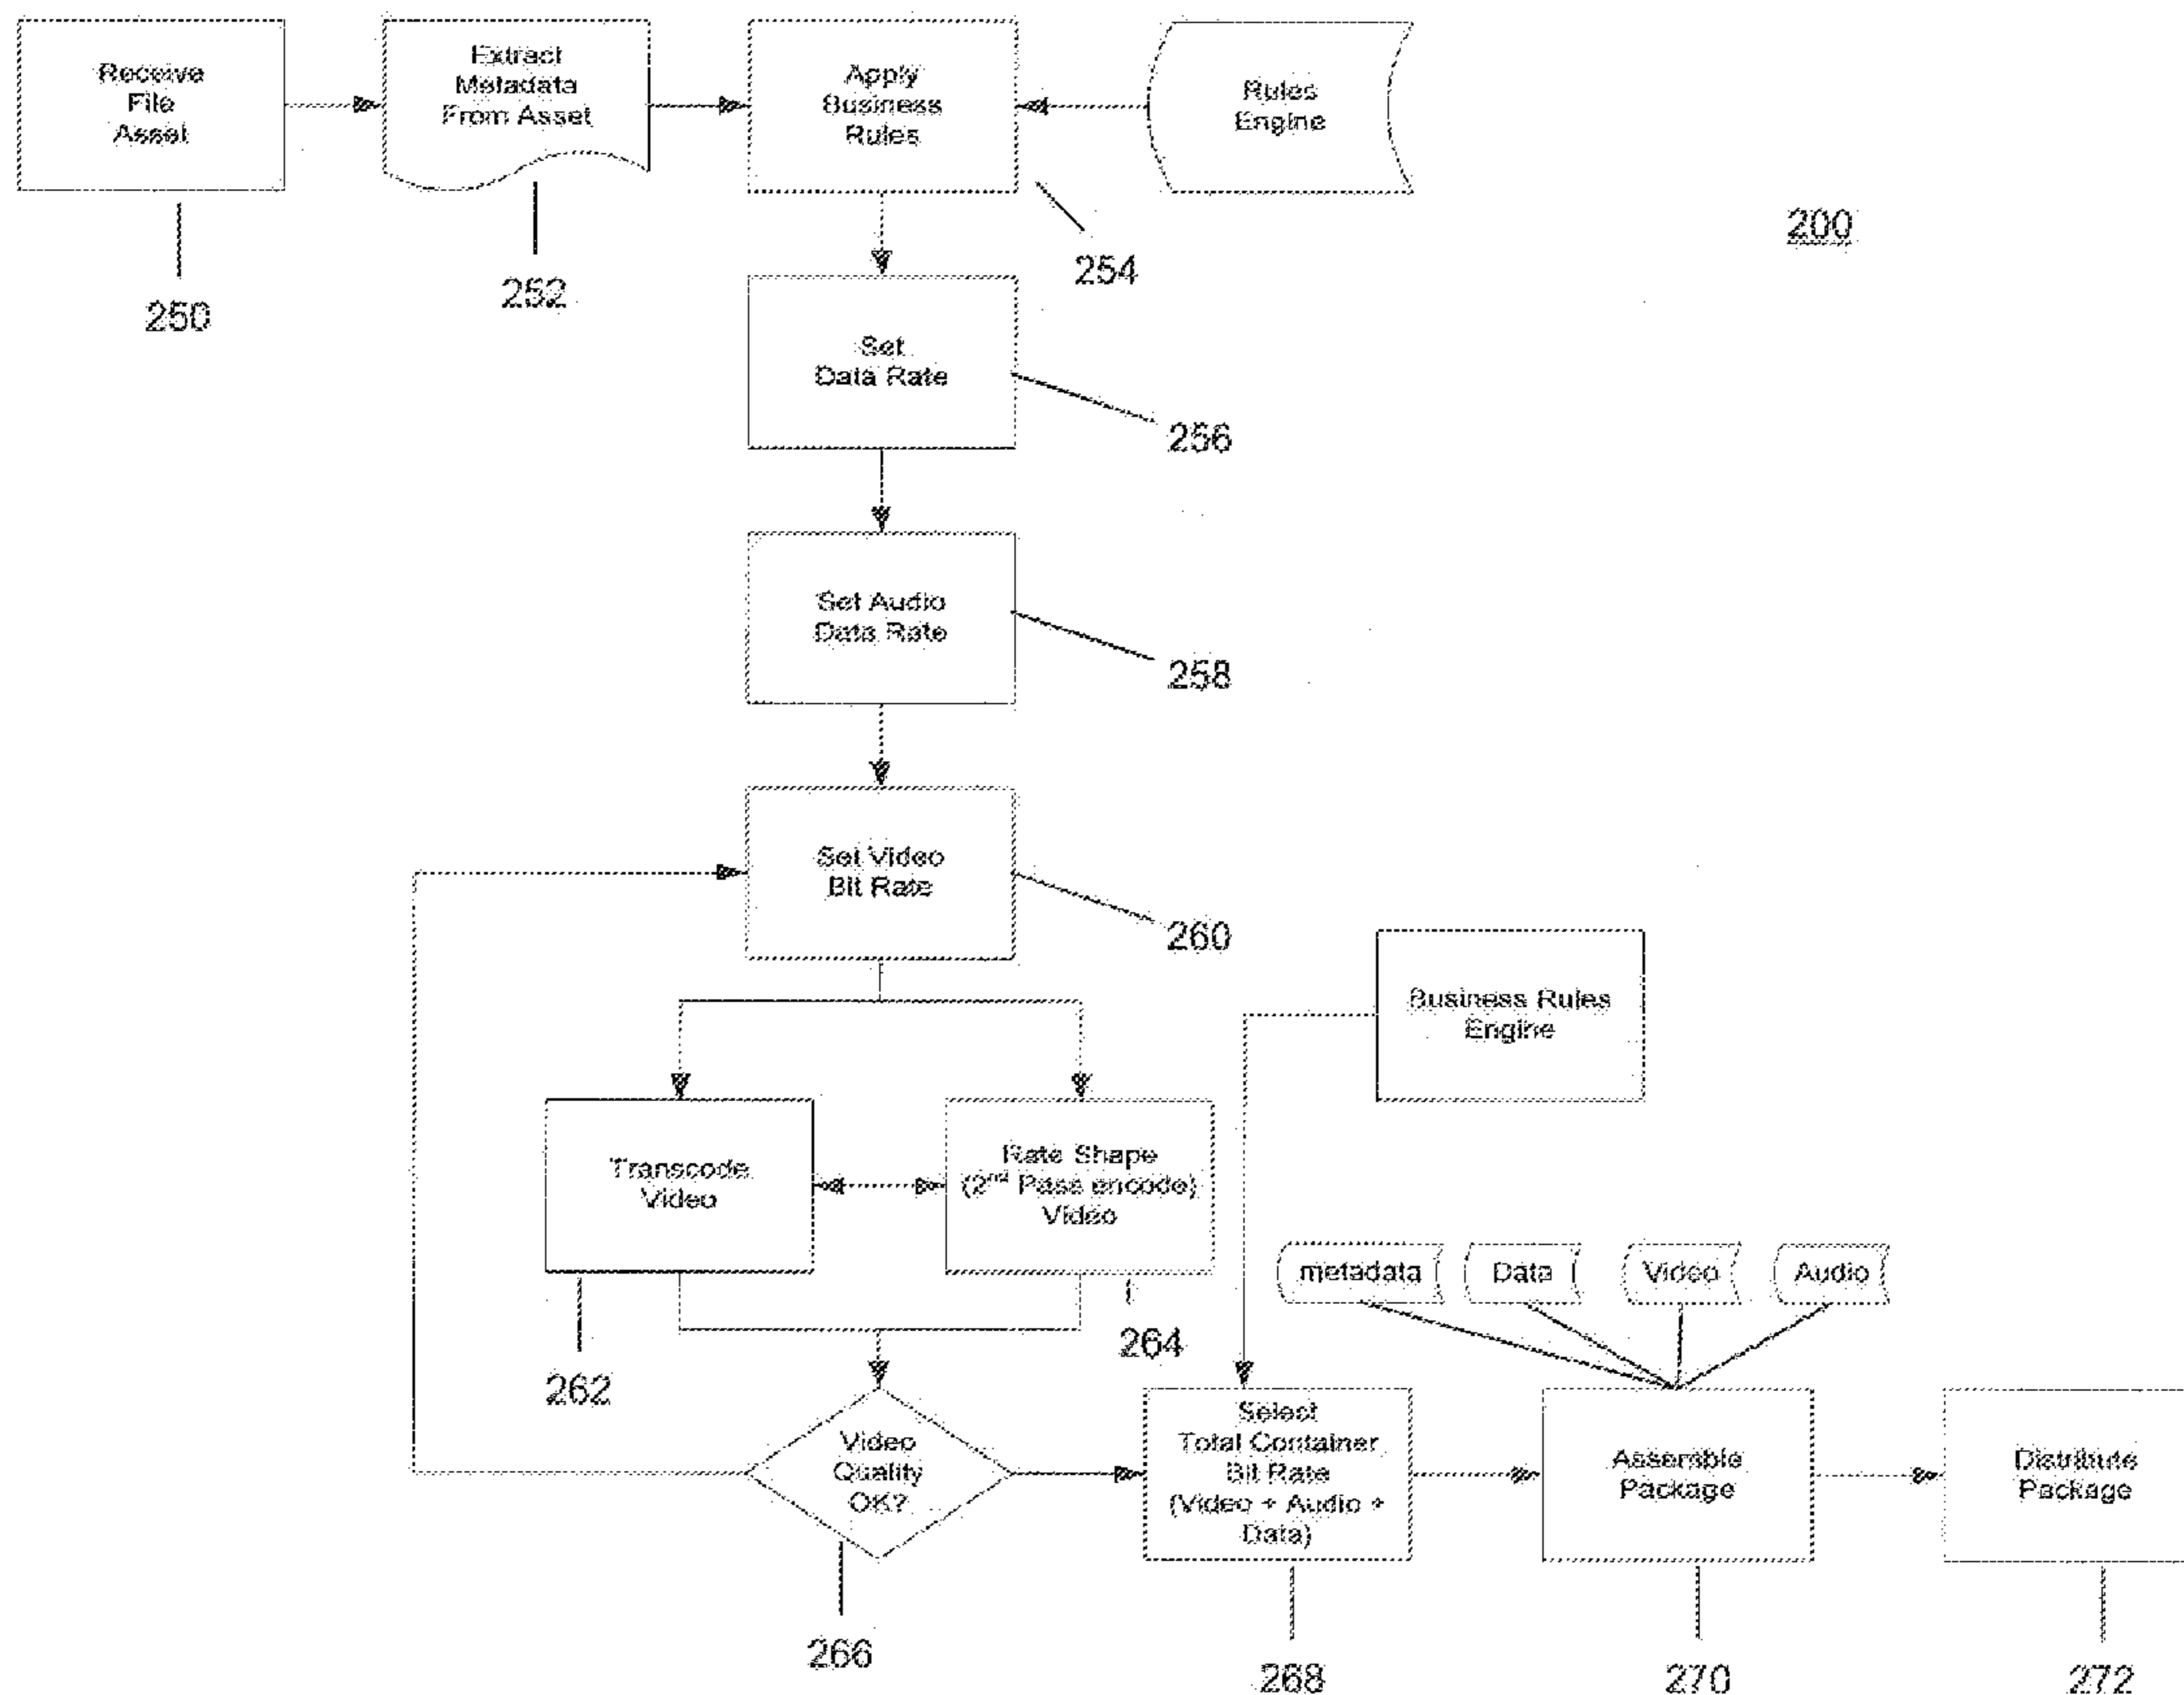 Receive
File
Asset
Extract
Metadata
From Asset
Apply
Business
Rules
Rules
Engine
200
250
252
254
Set
Data Rate
256
Set Audio
Data Rate
258
Set Video
Bit Rate
260
Business Rules
Engine
Transcode
Video
Rate Shape
(2nd Pass encode)
Video
metadata
Data
Video
Audio
262
264
Video
Quality
OK?
Select
Total Container
Bit Rate
(Video + Audio +
Data)
Assemble
Package
Distribute
Package
266
268
270
272